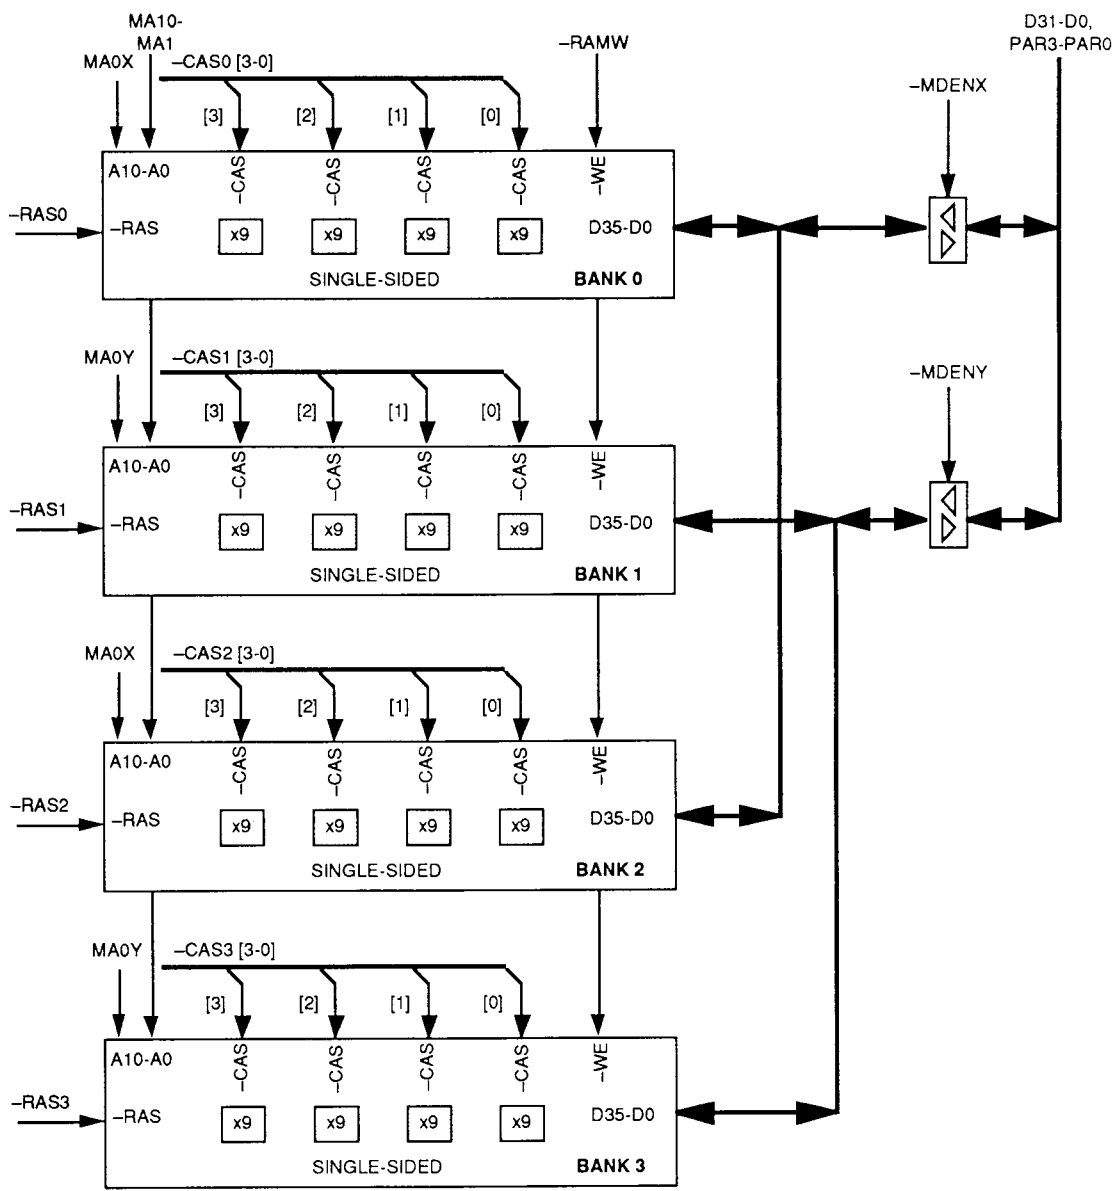 MA10-
MA1
MA0X
–CAS0 [3-0]
–RAMW
D31-D0,
PAR3-PAR0
–MDENX
[3]
[2]
[1]
[0]
A10-A0
–CAS
–CAS
–CAS
–CAS
–WE
–RAS0
–RAS
x9
x9
x9
x9
D35-D0
SINGLE-SIDED
BANK 0
MA0Y
–CAS1 [3-0]
–MDENY
[3]
[2]
[1]
[0]
A10-A0
–CAS
–CAS
–CAS
–CAS
–WE
–RAS1
–RAS
x9
x9
x9
x9
D35-D0
SINGLE-SIDED
BANK 1
MA0X
–CAS2 [3-0]
[3]
[2]
[1]
[0]
A10-A0
–CAS
–CAS
–CAS
–CAS
–WE
–RAS2
–RAS
x9
x9
x9
x9
D35-D0
SINGLE-SIDED
BANK 2
MA0Y
–CAS3 [3-0]
[3]
[2]
[1]
[0]
A10-A0
–CAS
–CAS
–CAS
–CAS
–WE
–RAS3
–RAS
x9
x9
x9
x9
D35-D0
SINGLE-SIDED
BANK 3